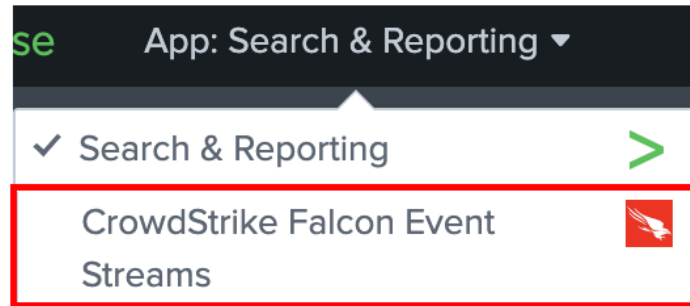 se App: Search & Reporting
Search & Reporting
CrowdStrike Falcon Event
Streams